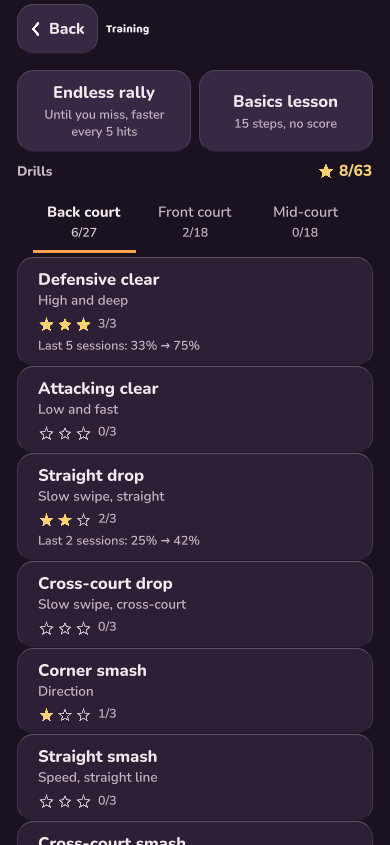 Back
Training
Endless rally
Until you miss, faster
every 5 hits
Basics lesson
15 steps, no score
Drills
8/63
Back court
6/27
Front court
2/18
Mid-court
0/18
Defensive clear
High and deep
3/3
Last 5 sessions: 33% → 75%
Attacking clear
Low and fast
0/3
Straight drop
Slow swipe, straight
2/3
Last 2 sessions: 25% → 42%
Cross-court drop
Slow swipe, cross-court
0/3
Corner smash
Direction
1/3
Straight smash
Speed, straight line
0/3
Cross-court smash